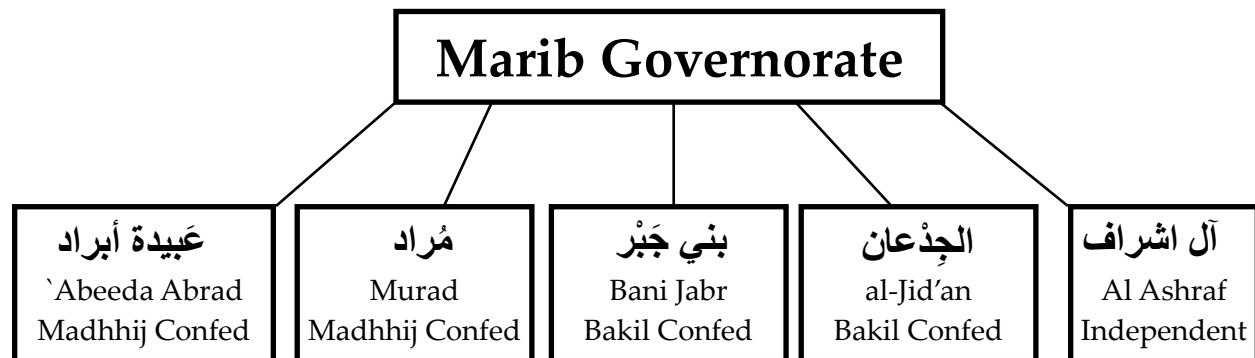 Marib Governorate
عَبيدة أبراد
`Abeeda Abrad
Madhhij Confed
مُراد
Murad
Madhhij Confed
بني جَبْر
Bani Jabr
Bakil Confed
الجِدْعان
al-Jid’an
Bakil Confed
آل اشراف
Al Ashraf
Independent